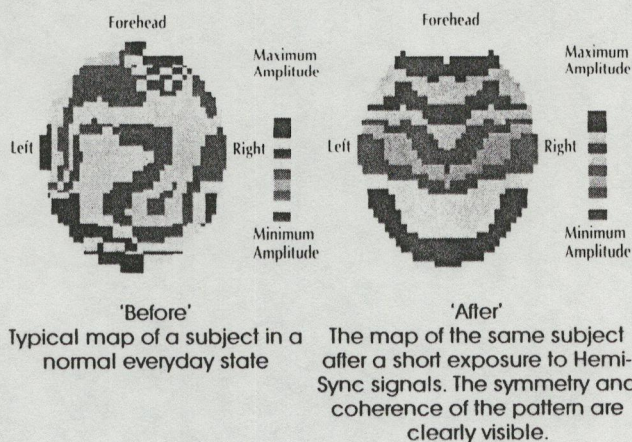 Forehead
Maximum
Amplitude
Left
Right
Minimum
Amplitude
'Before'
Typical map of a subject in a
normal everyday state
Forehead
Maximum
Amplitude
Left
Right
Minimum
Amplitude
'After'
The map of the same subject
after a short exposure to Hemi-
Sync signals. The symmetry and
coherence of the pattern are
clearly visible.